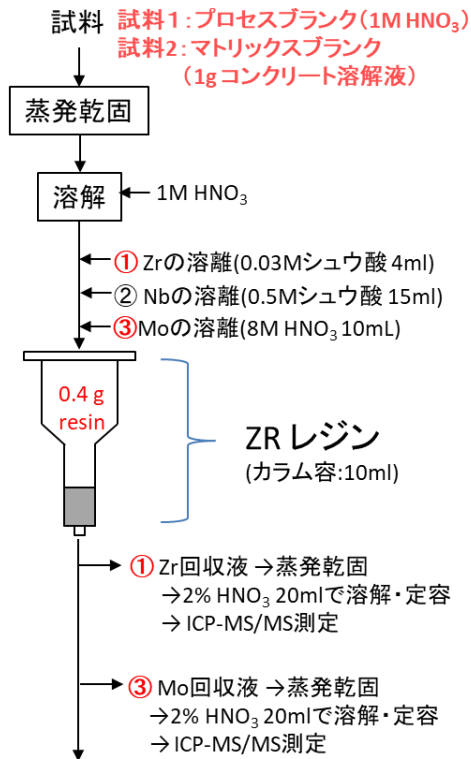 試料 試料1：プロセスブランク(1M HNO₃)
試料2：マトリックスブランク
(1gコンクリート溶解液)
蒸発乾固
溶解
1M HNO₃
① Zrの溶離(0.03Mシュウ酸 4ml)
② Nbの溶離(0.5Mシュウ酸 15ml)
③Moの溶離(8M HNO₃ 10mL)
0.4 g
resin
ZR レジン
(カラム容:10ml)
① Zr回収液 →蒸発乾固
→2% HNO₃ 20mlで溶解・定容
→ ICP-MS/MS測定
③ Mo回収液 →蒸発乾固
→2% HNO₃ 20mlで溶解・定容
→ ICP-MS/MS測定